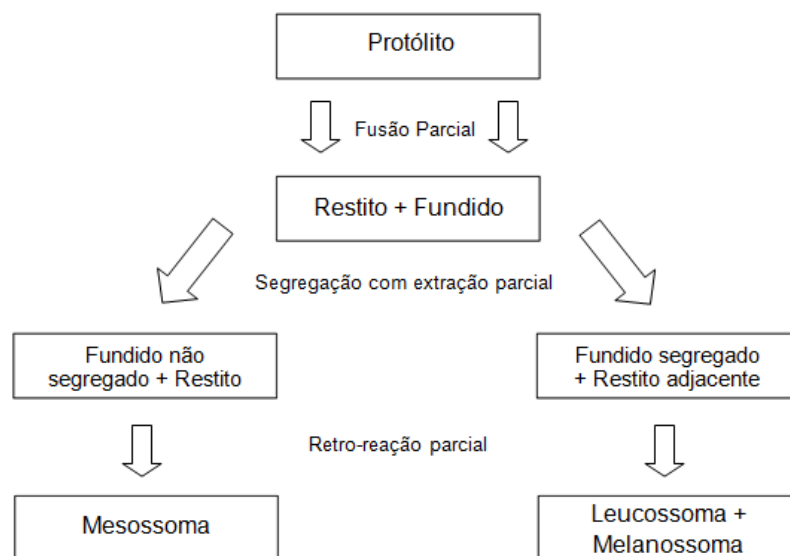 Protólito
Fusão Parcial
Restito + Fundido
Segregação com extração parcial
Fundido não
segregado + Restito
Fundido segregado
+ Restito adjacente
Retro-reação parcial
Mesossoma
Leucossoma +
Melanossoma